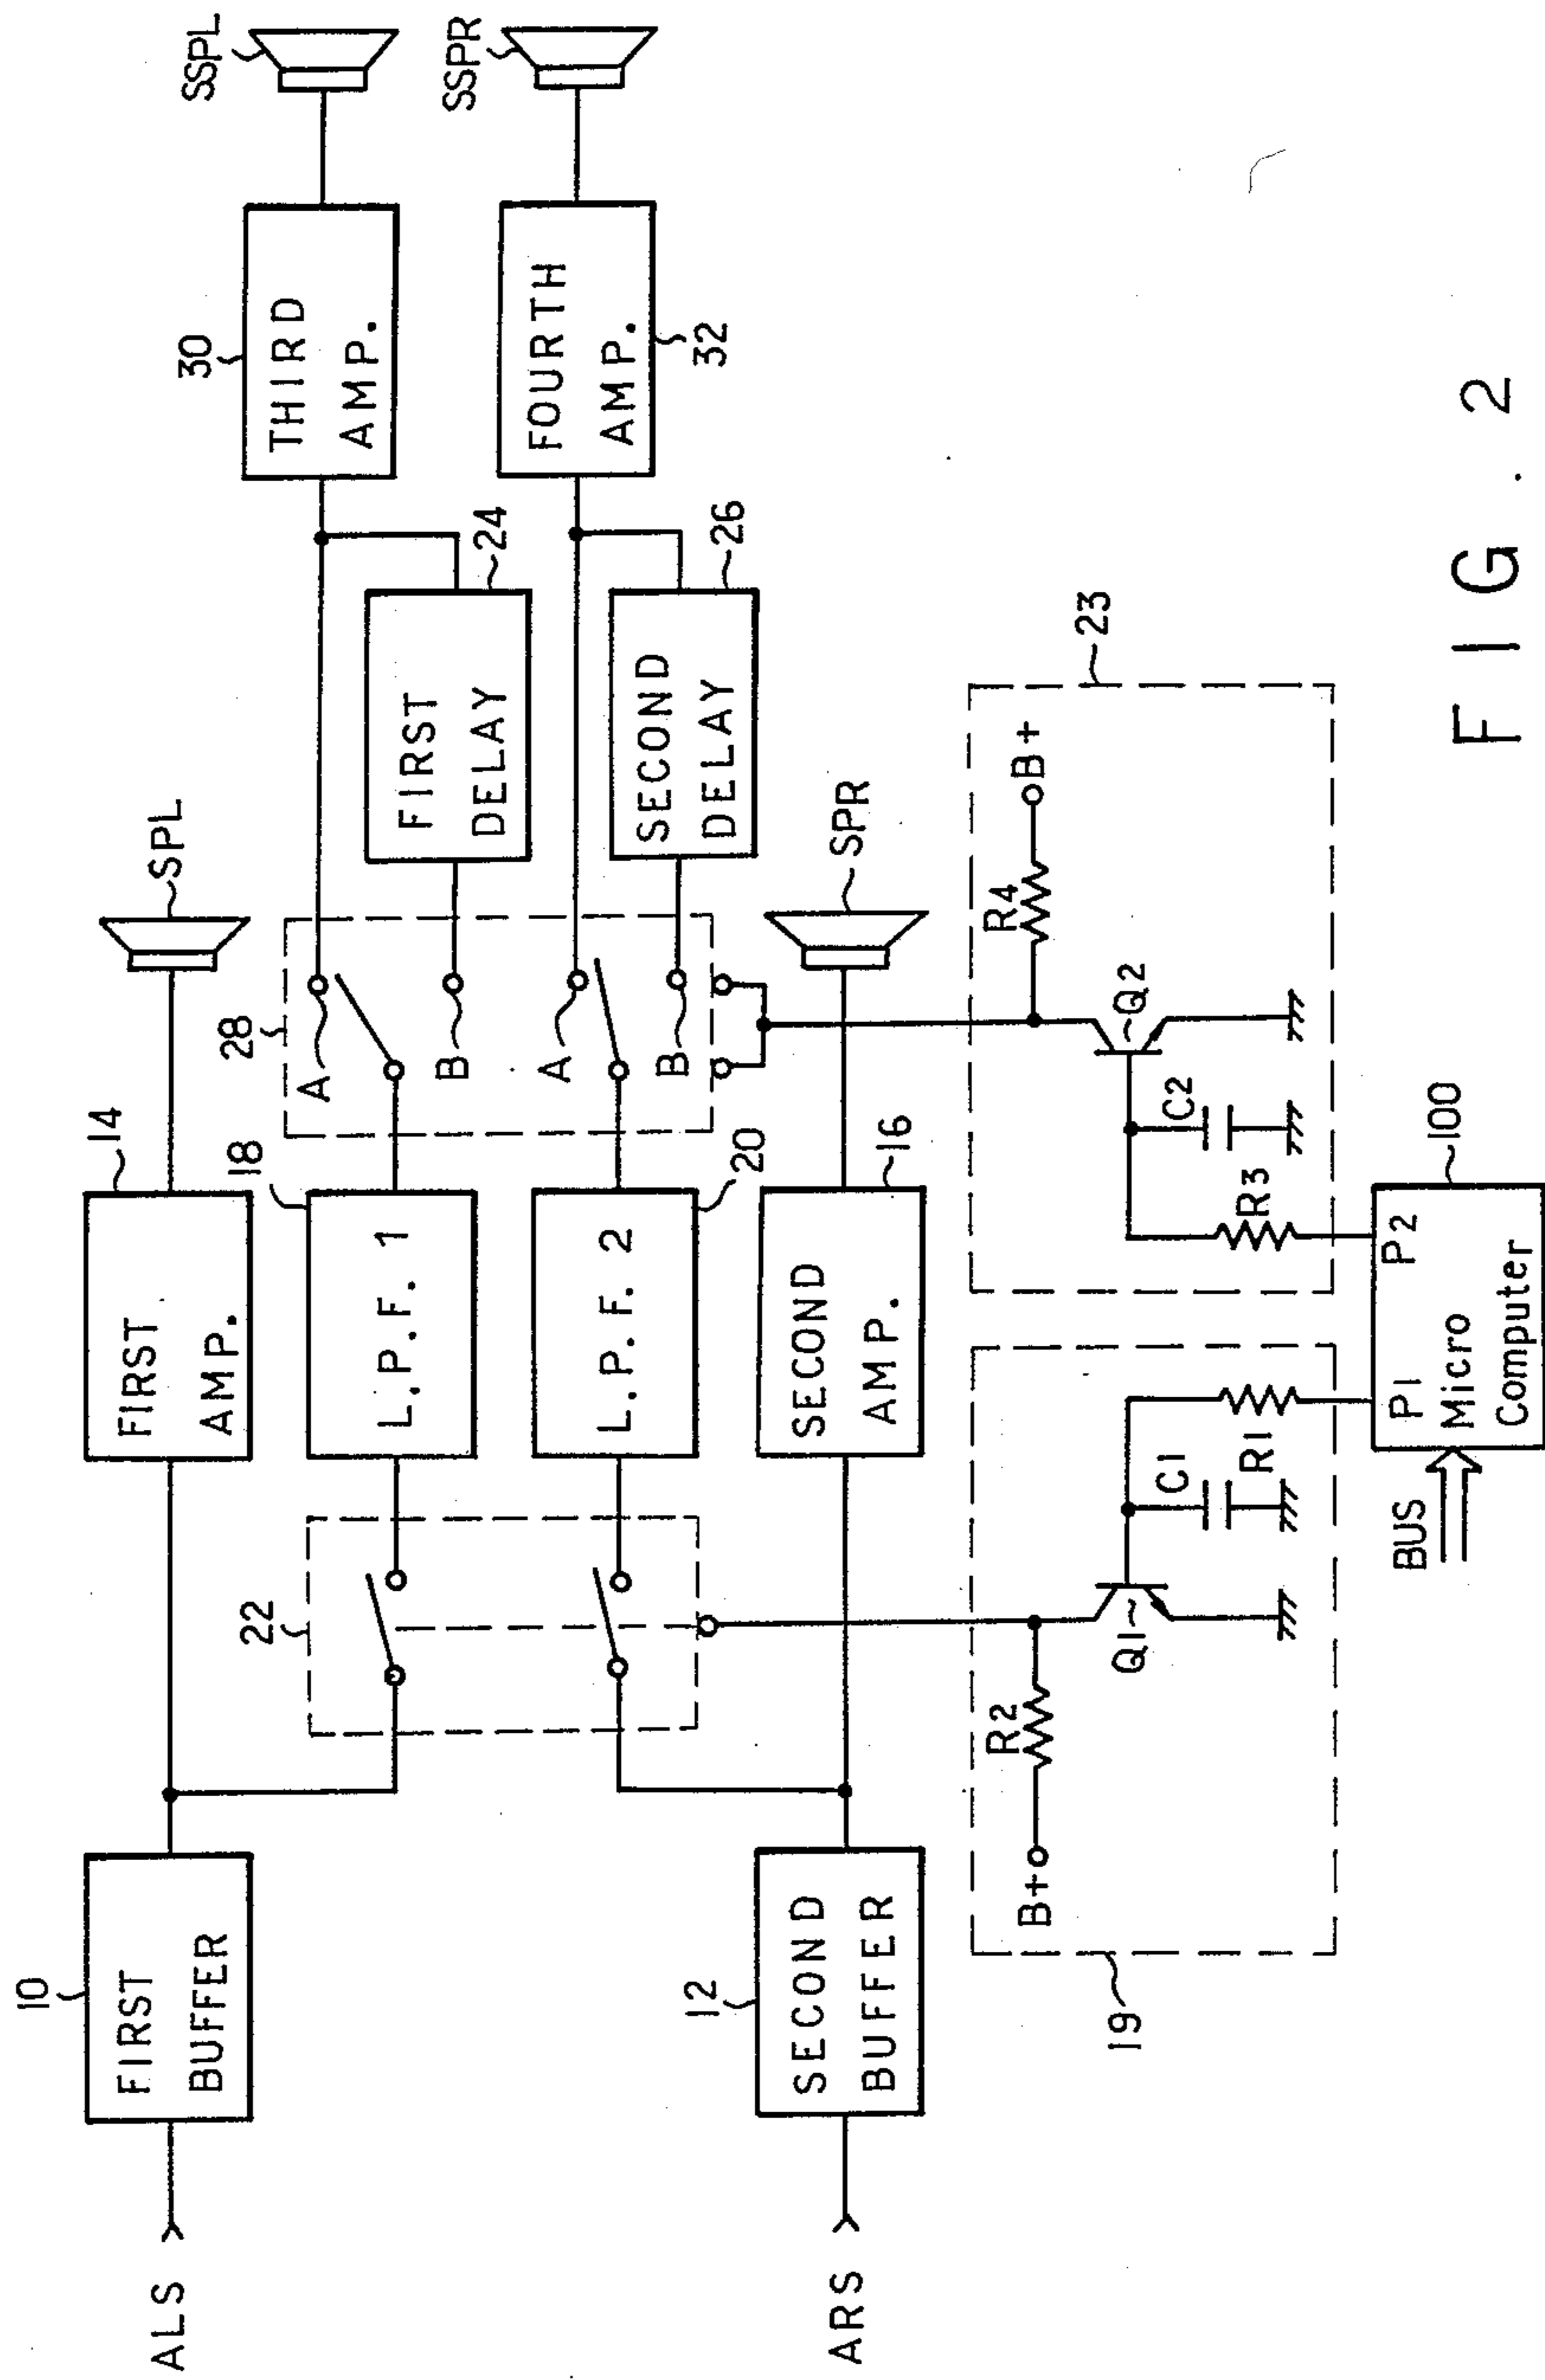 ALS
10
FIRST
BUFFER
14
FIRST
AMP.
SPL
22
18
L.P.F. 1
28
A
B
30
THIRD
AMP.
SSPL
FIRST
DELAY
24
L.P.F. 2
20
A
B
FOURTH
AMP.
32
SSPR
SECOND
DELAY
26
ARS
12
SECOND
BUFFER
SECOND
AMP.
16
SPR
19
B+
R2
Q1
C1
R1
R3
C2
Q2
R4
B+
23
BUS
P1
P2
Micro
Computer
100
FIG. 2